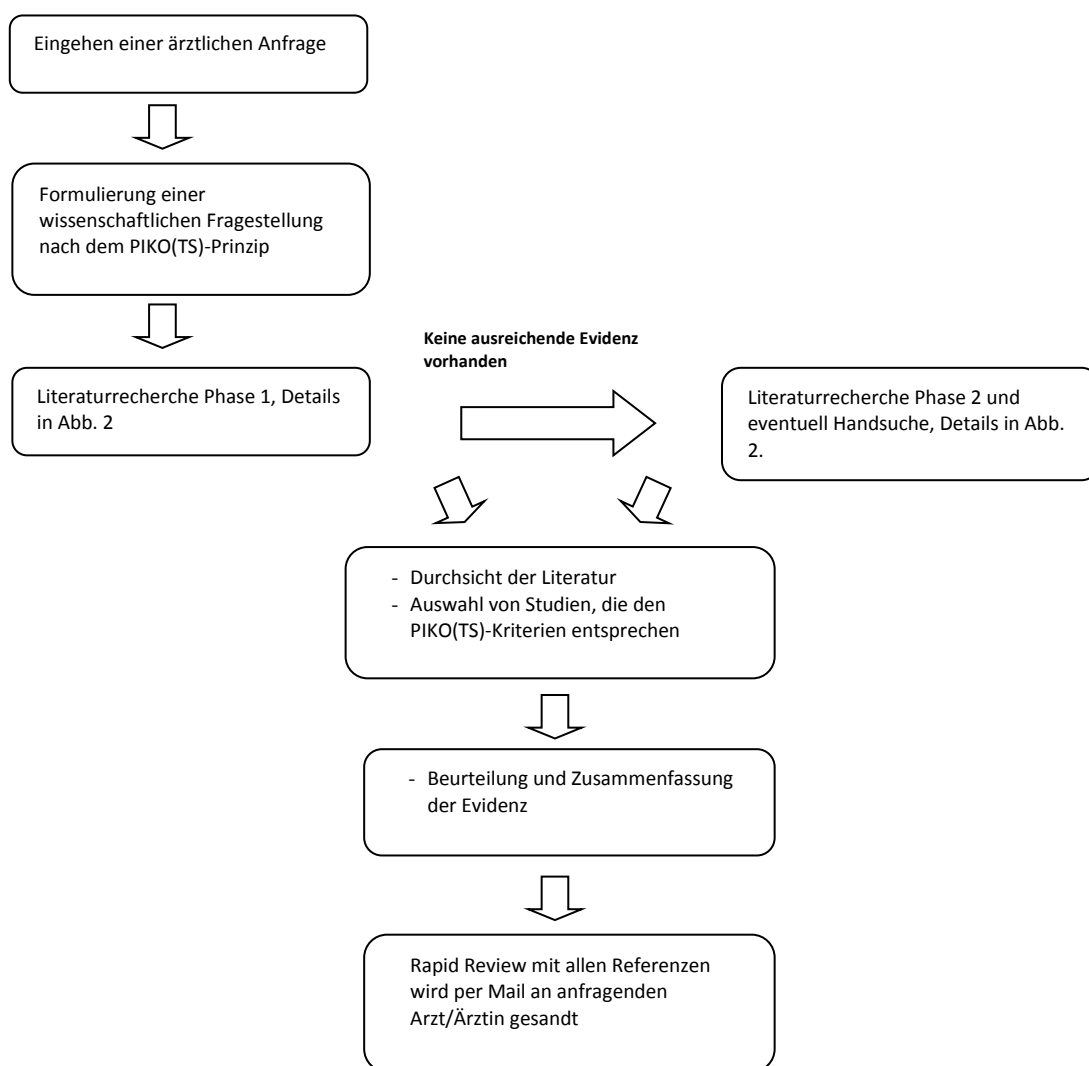 Eingehen einer ärztlichen Anfrage
Formulierung einer
wissenschaftlichen Fragestellung
nach dem PIKO(TS)-Prinzip
Keine ausreichende Evidenz
vorhanden
Literaturrecherche Phase 1, Details
in Abb. 2
Literaturrecherche Phase 2 und
eventuell Handsuche, Details in Abb.
2.
- Durchsicht der Literatur
- Auswahl von Studien, die den
PIKO(TS)-Kriterien entsprechen
- Beurteilung und Zusammenfassung
der Evidenz
Rapid Review mit allen Referenzen
wird per Mail an anfragenden
Arzt/Ärztin gesandt